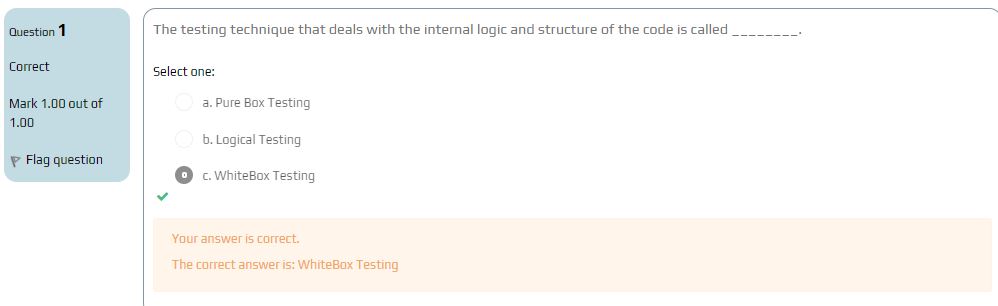 Question 1
Correct
Mark 1.00 out of
1.00
Flag question
The testing technique that deals with the internal logic and structure of the code is called ________.
Select one:
a. Pure Box Testing
b. Logical Testing
c. WhiteBox Testing
Your answer is correct.
The correct answer is: WhiteBox Testing